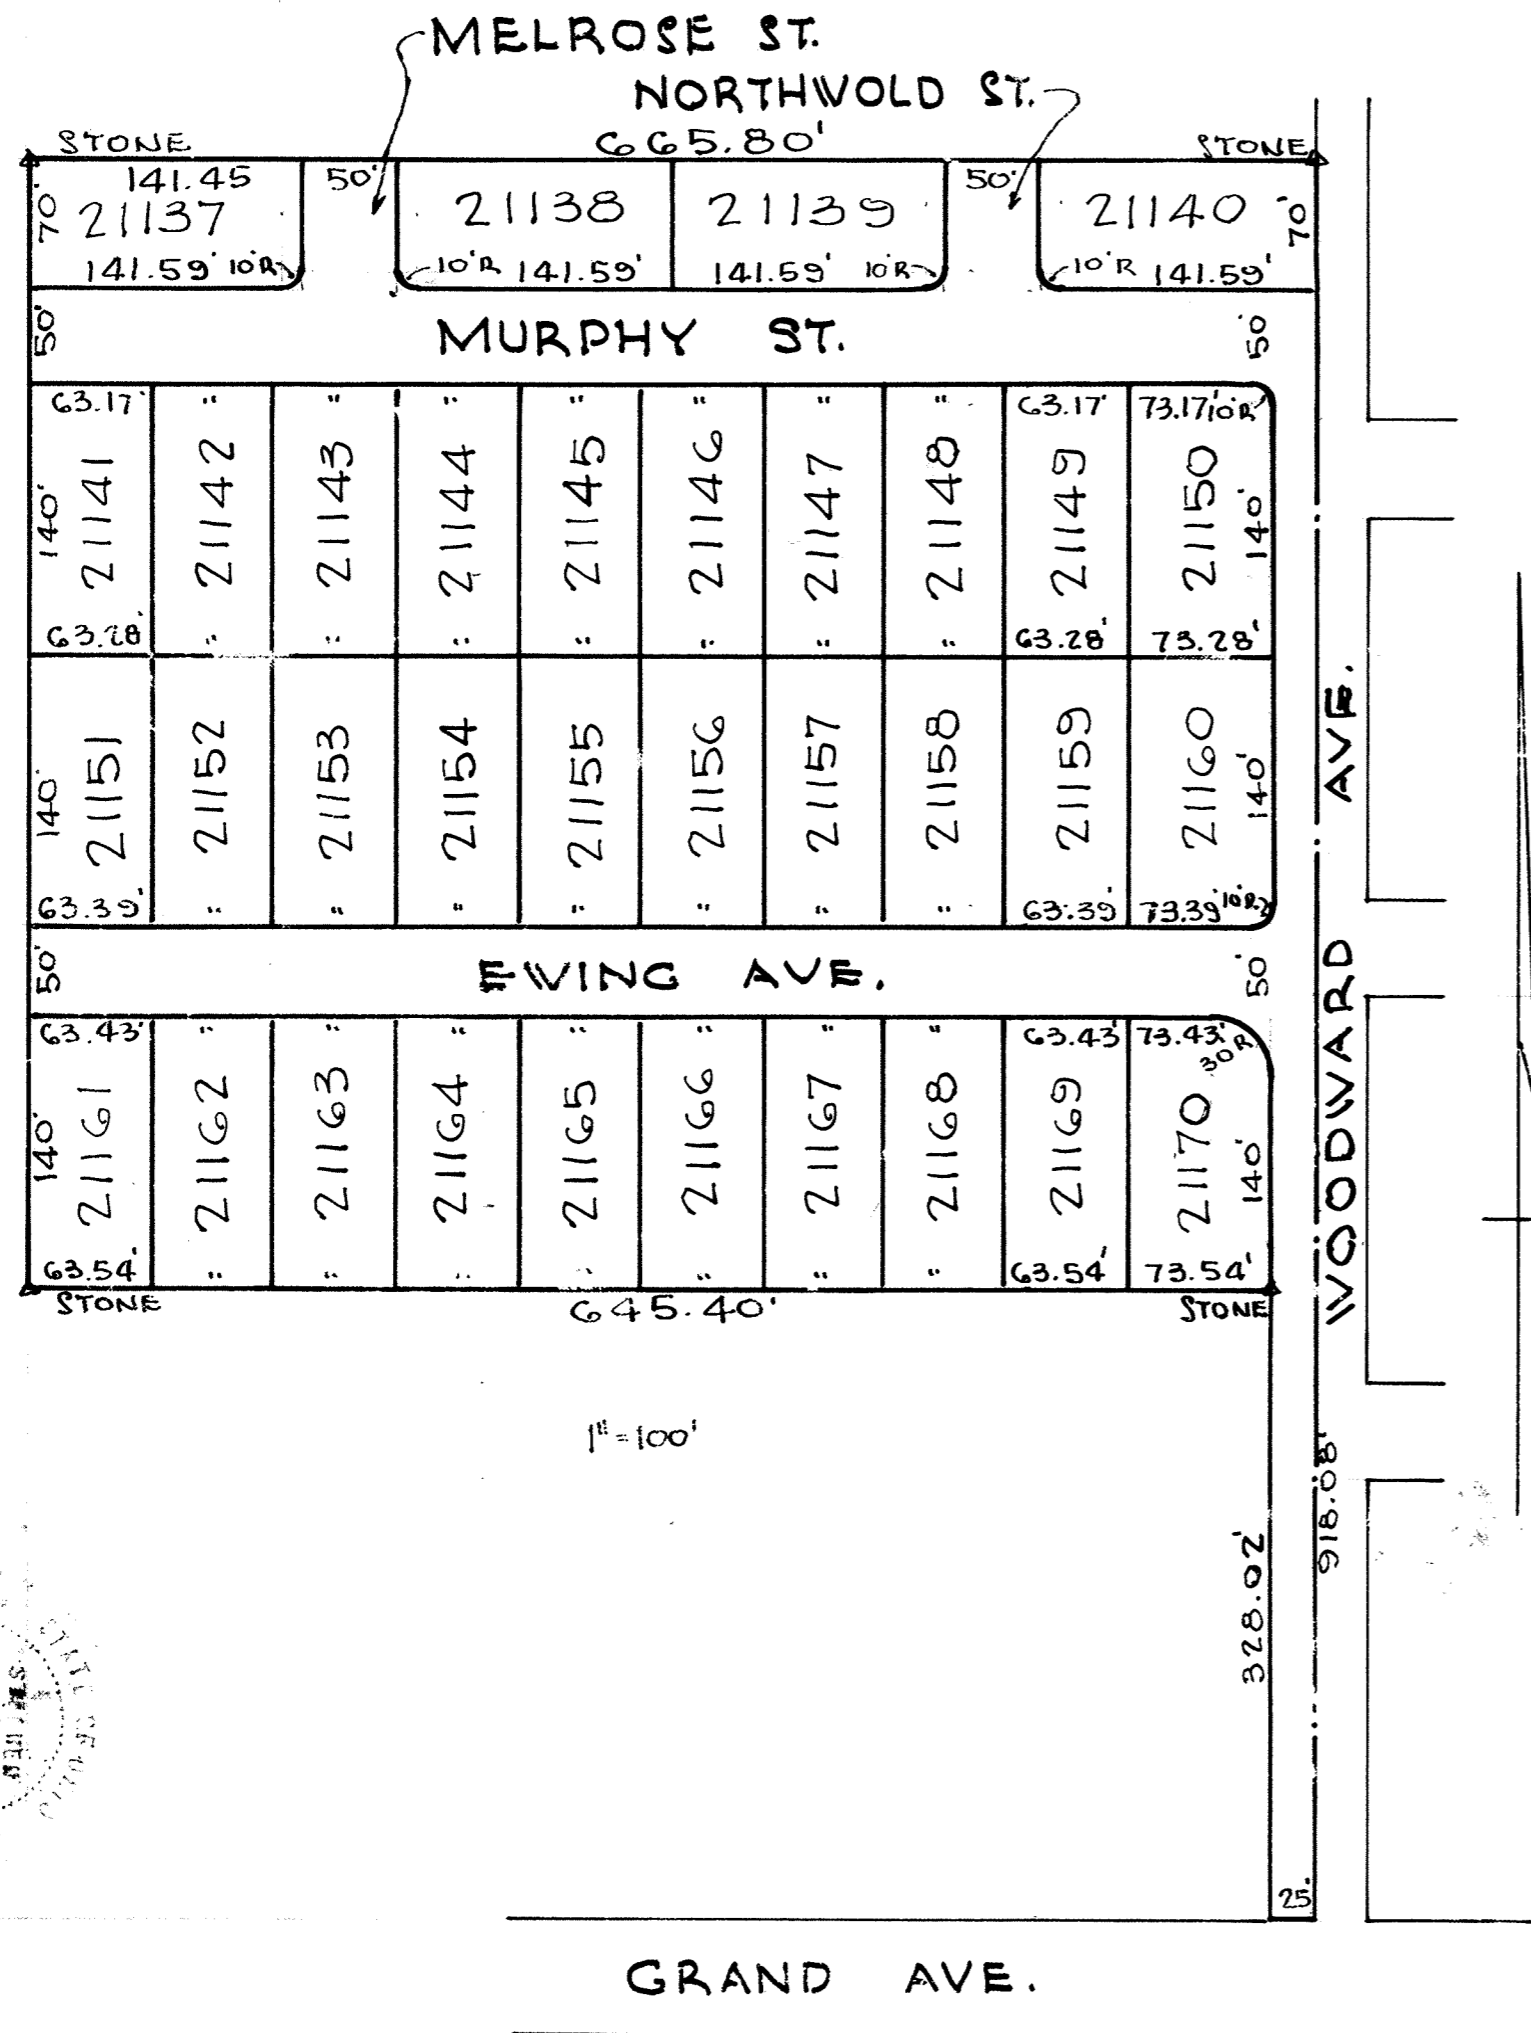 MELROSE ST.
NORTHWOLD ST.
665.80'
STONE
STONE
141.45
50'
50'
70'
21137
21138
21139
21140
70'
141.59' 10'R
10'R 141.59'
141.59' 10'R
10'R 141.59'
50'
MURPHY ST.
50'
63.17' " " " " " " " 63.17' 73.17' 10'R
140'
21141
21142
21143
21144
21145
21146
21147
21148
21149
21150
140'
63.28' " " " " " " " 63.28' 73.28'
140'
21151
21152
21153
21154
21155
21156
21157
21158
21159
21160
140'
63.39' " " " " " " " 63.39' 73.39' 10'R.
50'
EWING AVE.
50'
63.43' " " " " " " " 63.43' 73.43'
30 R
140'
21161
21162
21163
21164
21165
21166
21167
21168
21169
21170
140'
63.54' " " " " " " " 63.54' 73.54'
STONE
645.40'
STONE
WOODWARD AVE.
1"=100'
918.08'
328.02'
25'
GRAND AVE.